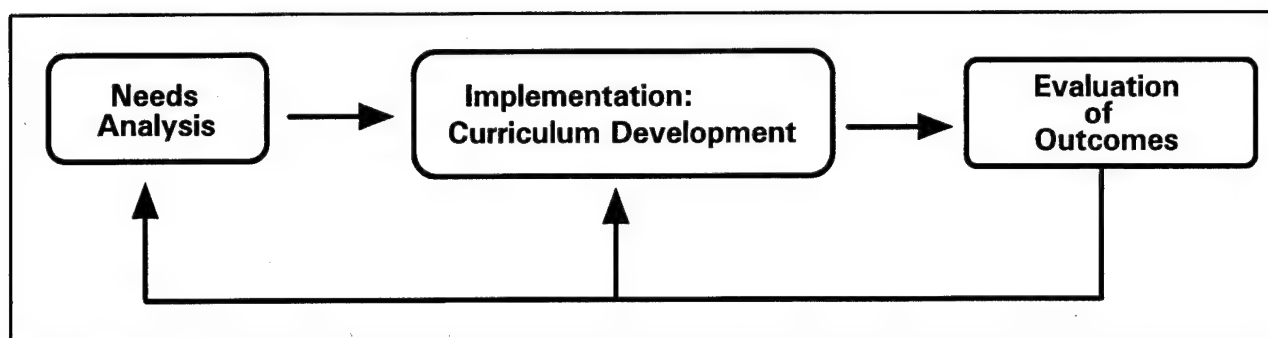 Needs
Analysis
Implementation:
Curriculum Development
Evaluation
of
Outcomes